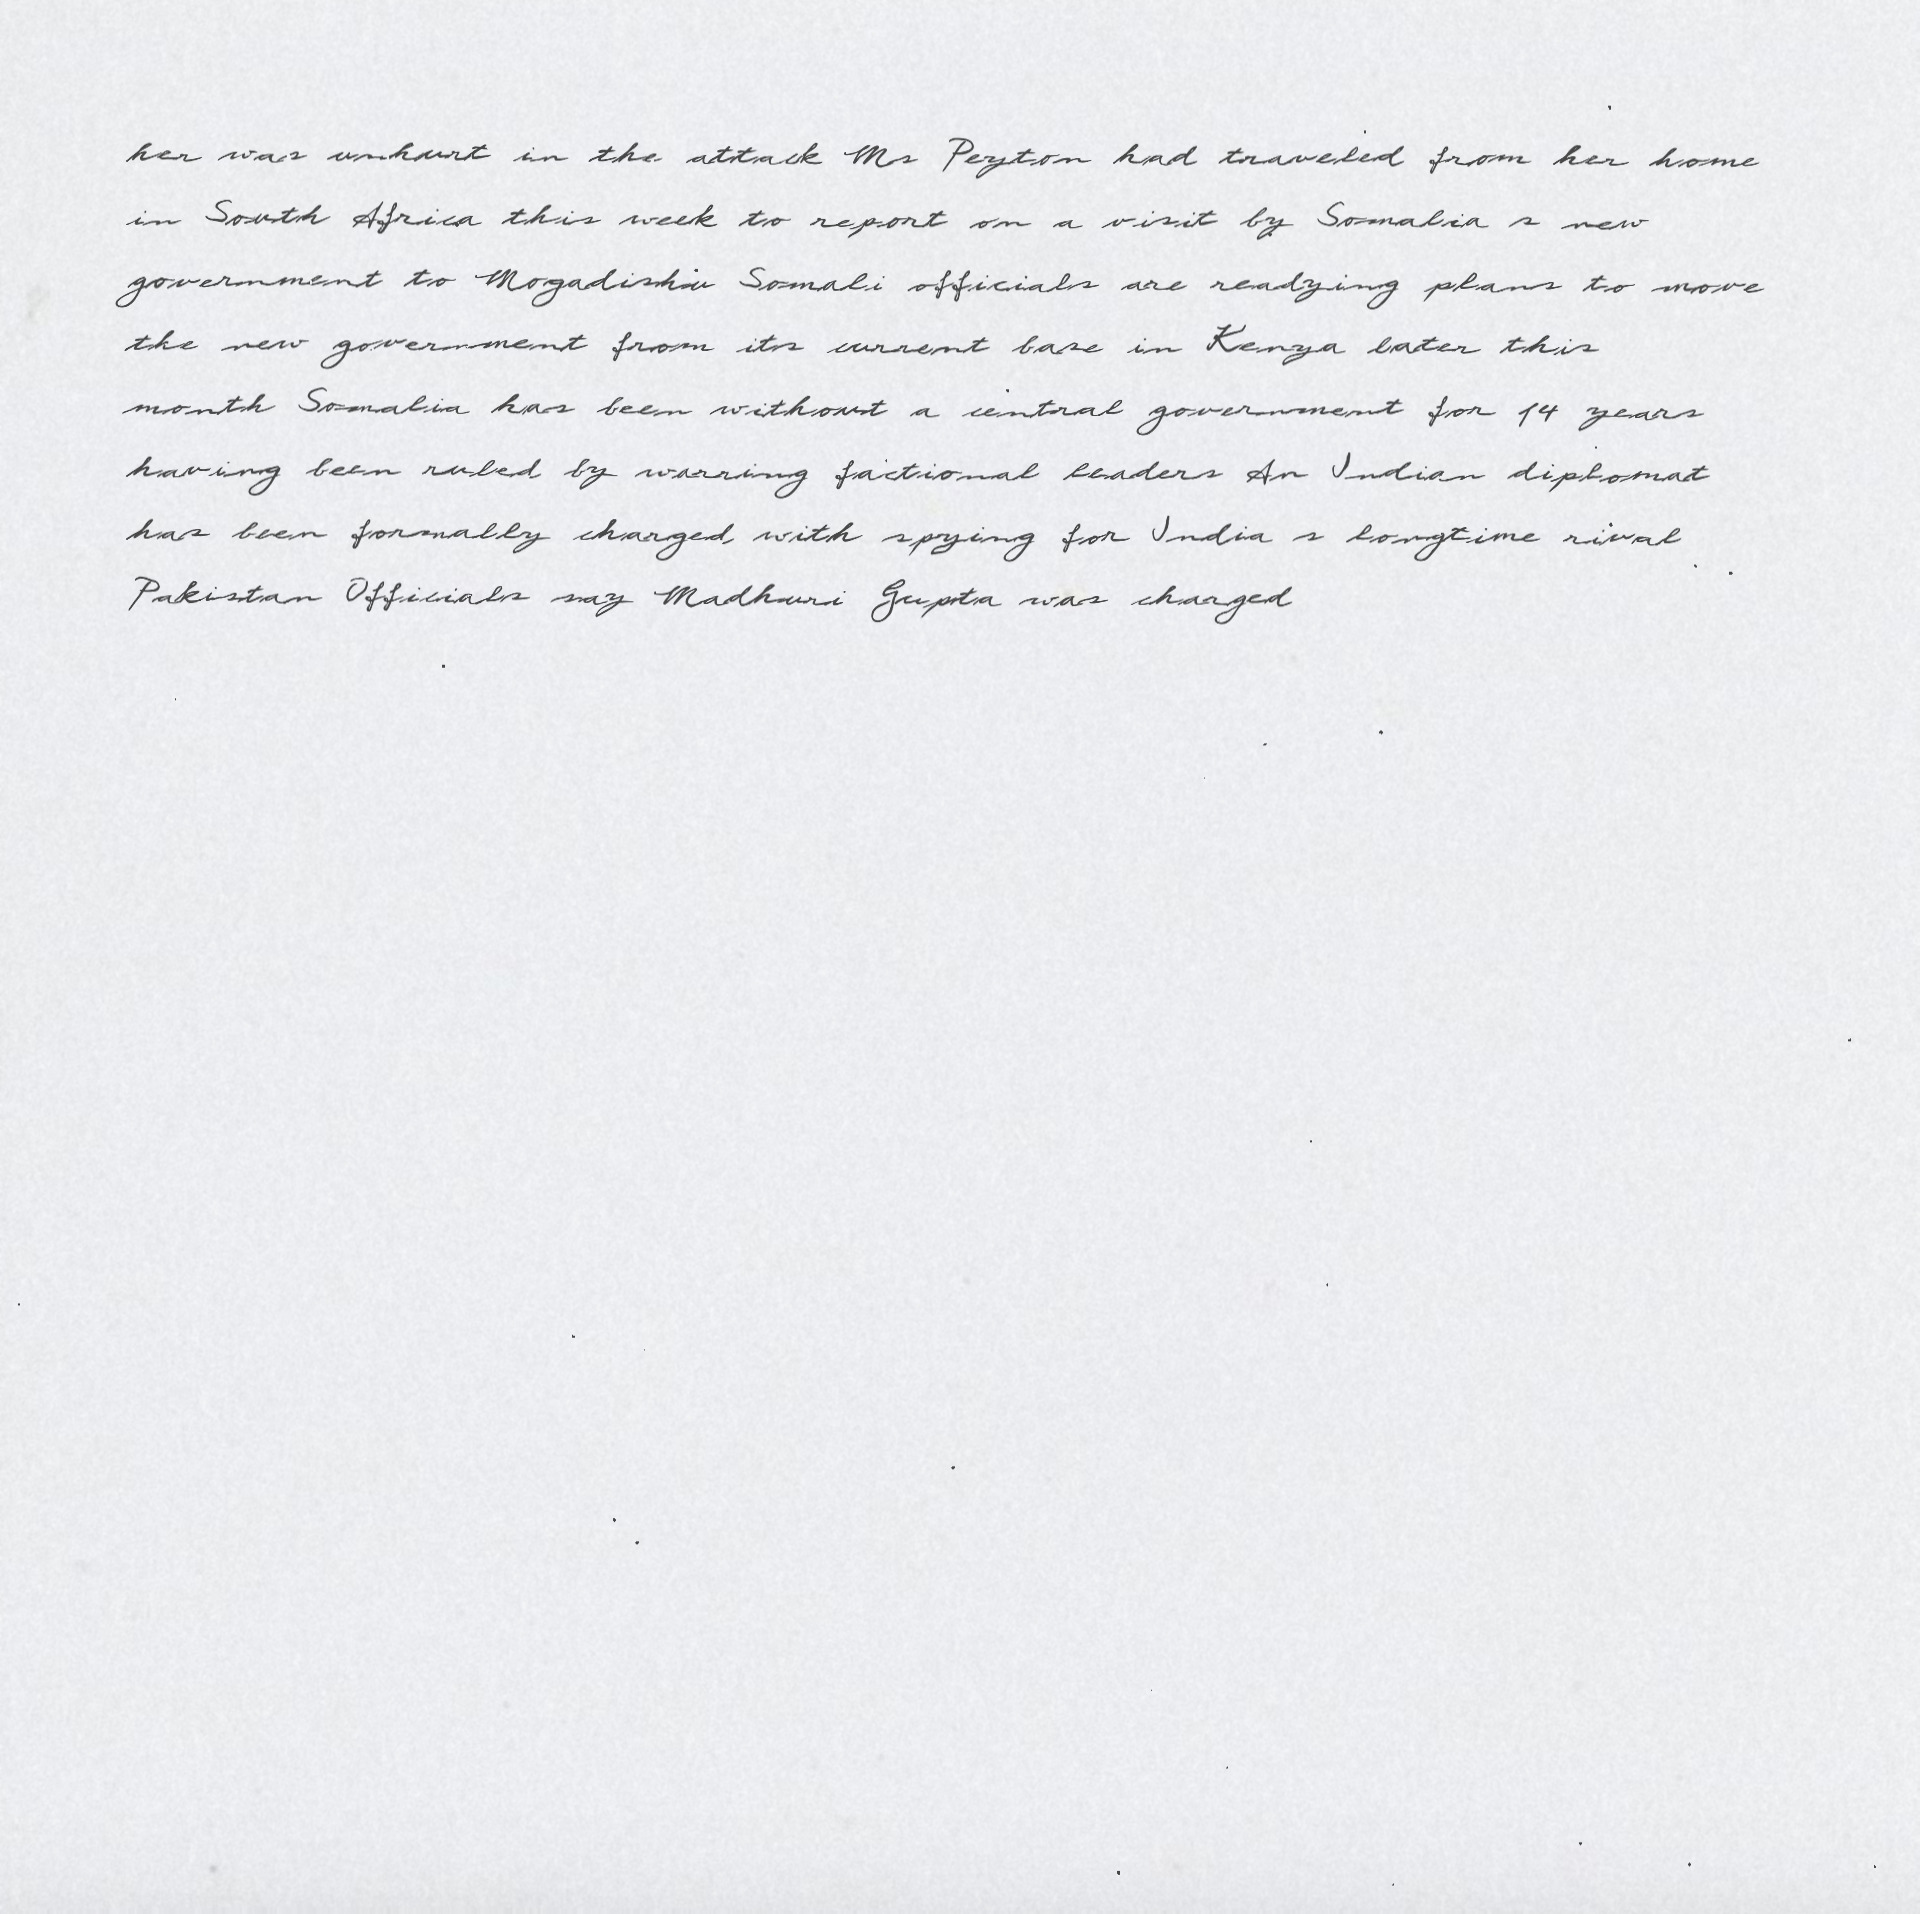 her was unhurt in the attack Ms Peyton had traveled from her home
in South Africa this week to report on a visit by Somalia s new
government to Mogadishu Somali officials are readying plans to move
the new government from its current base in Kenya later this
month Somalia has been without a central government for 14 years
having been ruled by warring factional leaders An Indian diplomat
has been formally charged with spying for India s longtime rival
Pakistan Officials say Madhuri Gupta was charged